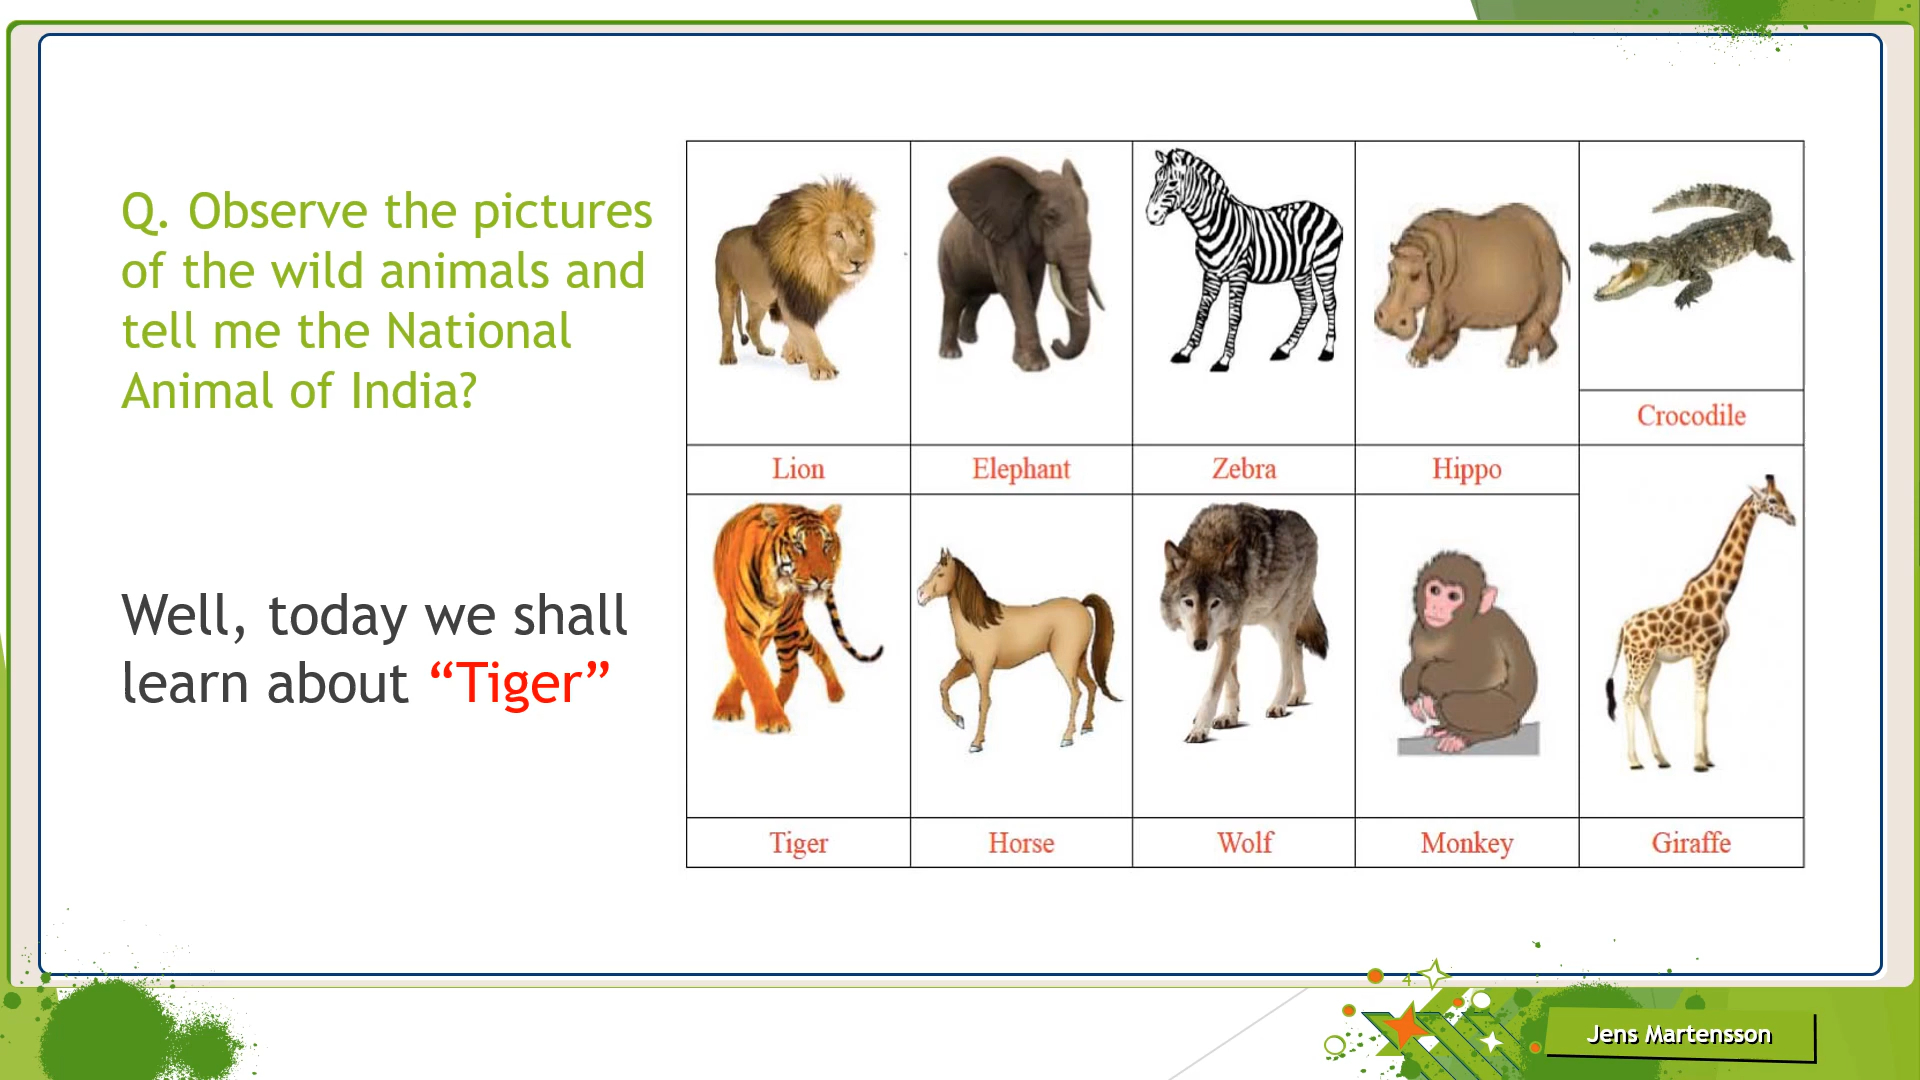 Q. Observe the pictures
of the wild animals and
tell me the National
Animal of India?
Well, today we shall
learn about “Tiger”
Crocodile
Lion Elephant Zebra Hippo
Tiger Horse Wolf Monkey Giraffe
4
Jens Martensson